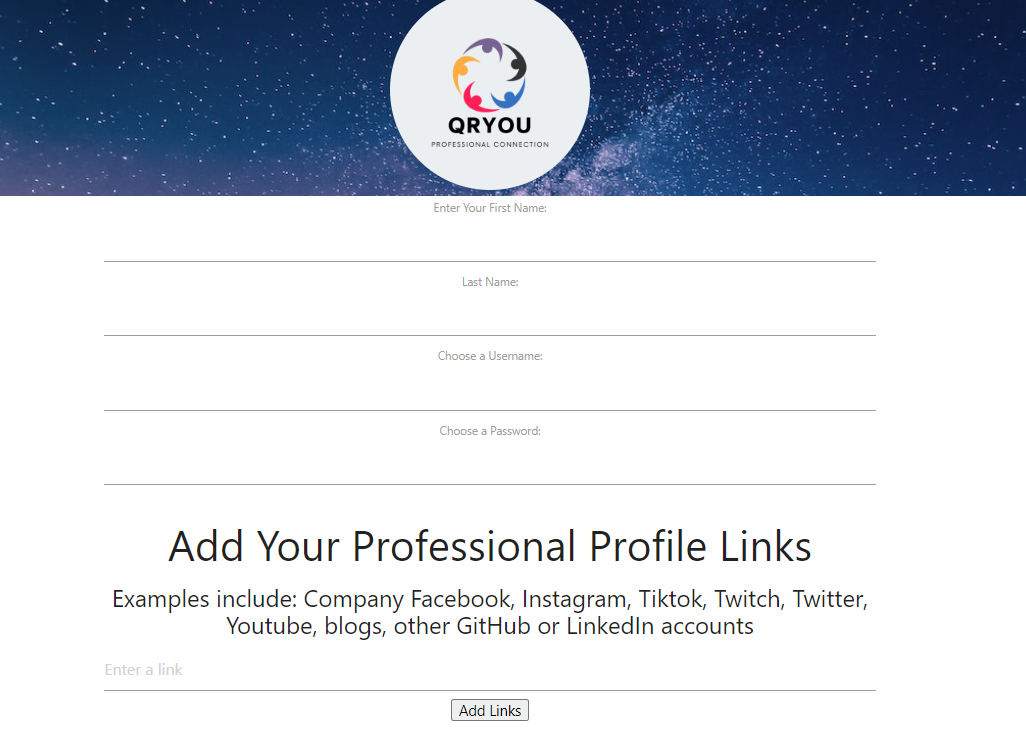 QRYOU
PROFESSIONAL CONNECTION
Enter Your First Name:
Last Name:
Choose a Username:
Choose a Password:
Add Your Professional Profile Links
Examples include: Company Facebook, Instagram, Tiktok, Twitch, Twitter,
Youtube, blogs, other GitHub or LinkedIn accounts
Enter a link
Add Links